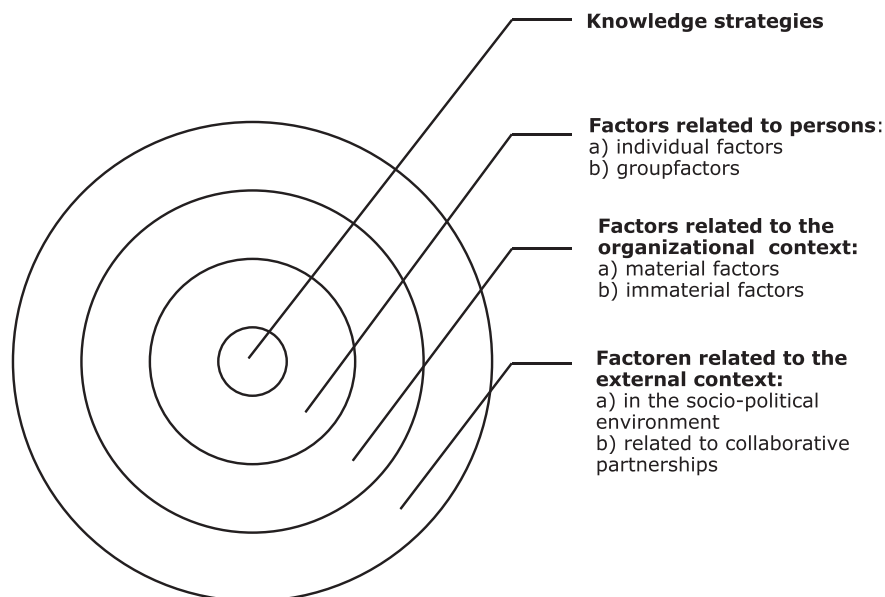 Knowledge strategies
Factors related to persons:
a) individual factors
b) groupfactors
Factors related to the
organizational context:
a) material factors
b) immaterial factors
Factoren related to the
external context:
a) in the socio-political
environment
b) related to collaborative
partnerships